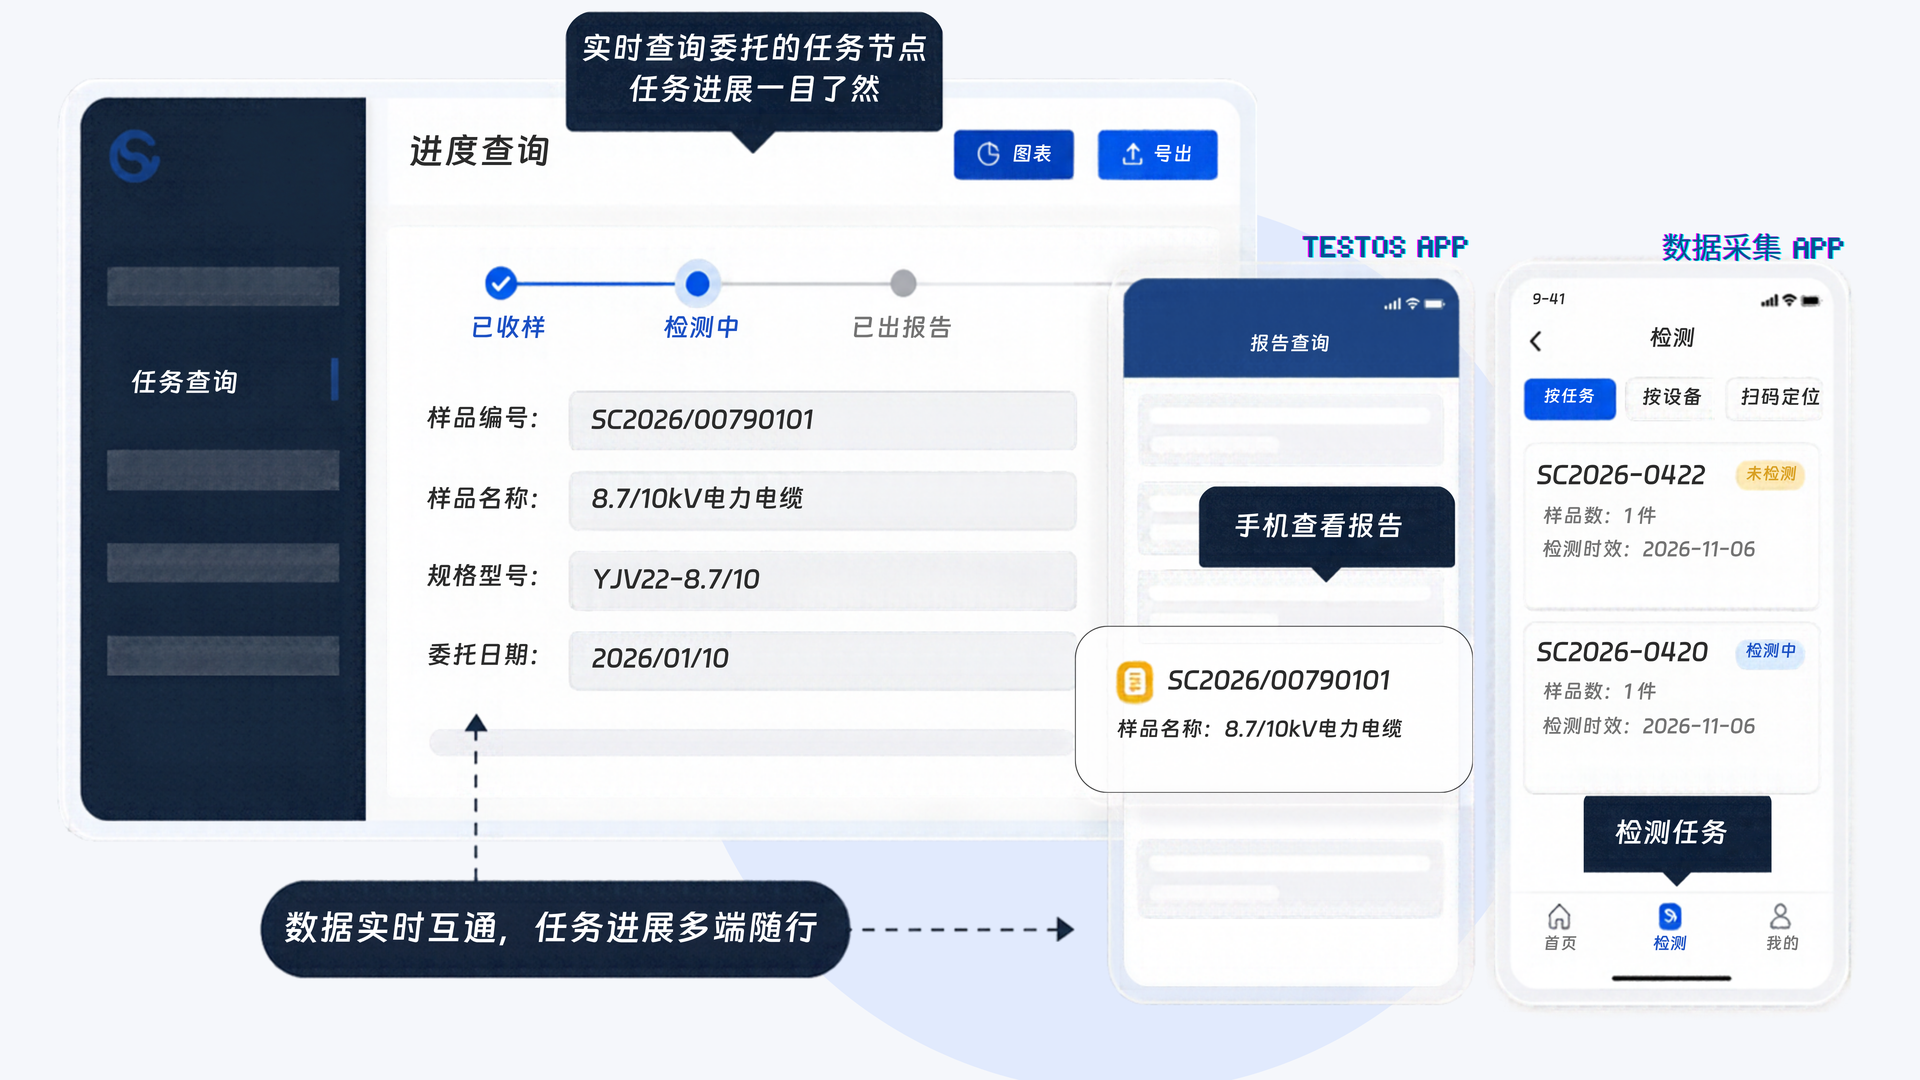 实时查询委托的任务节点
任务进展一目了然
进度查询
图表
号出
任务查询
已收样
检测中
已出报告
样品编号:
SC2026/00790101
样品名称:
8.7/10kV电力电缆
规格型号:
YJV22-8.7/10
委托日期:
2026/01/10
数据实时互通,任务进展多端随行
TESTOS APP
报告查询
手机查看报告
SC2026/00790101
样品名称: 8.7/10kV电力电缆
数据采集 APP
9-41
检测
按任务
按设备
扫码定位
SC2026-0422
未检测
样品数: 1件
检测时效: 2026-11-06
SC2026-0420
检测中
样品数: 1件
检测时效: 2026-11-06
检测任务
首页
检测
我的